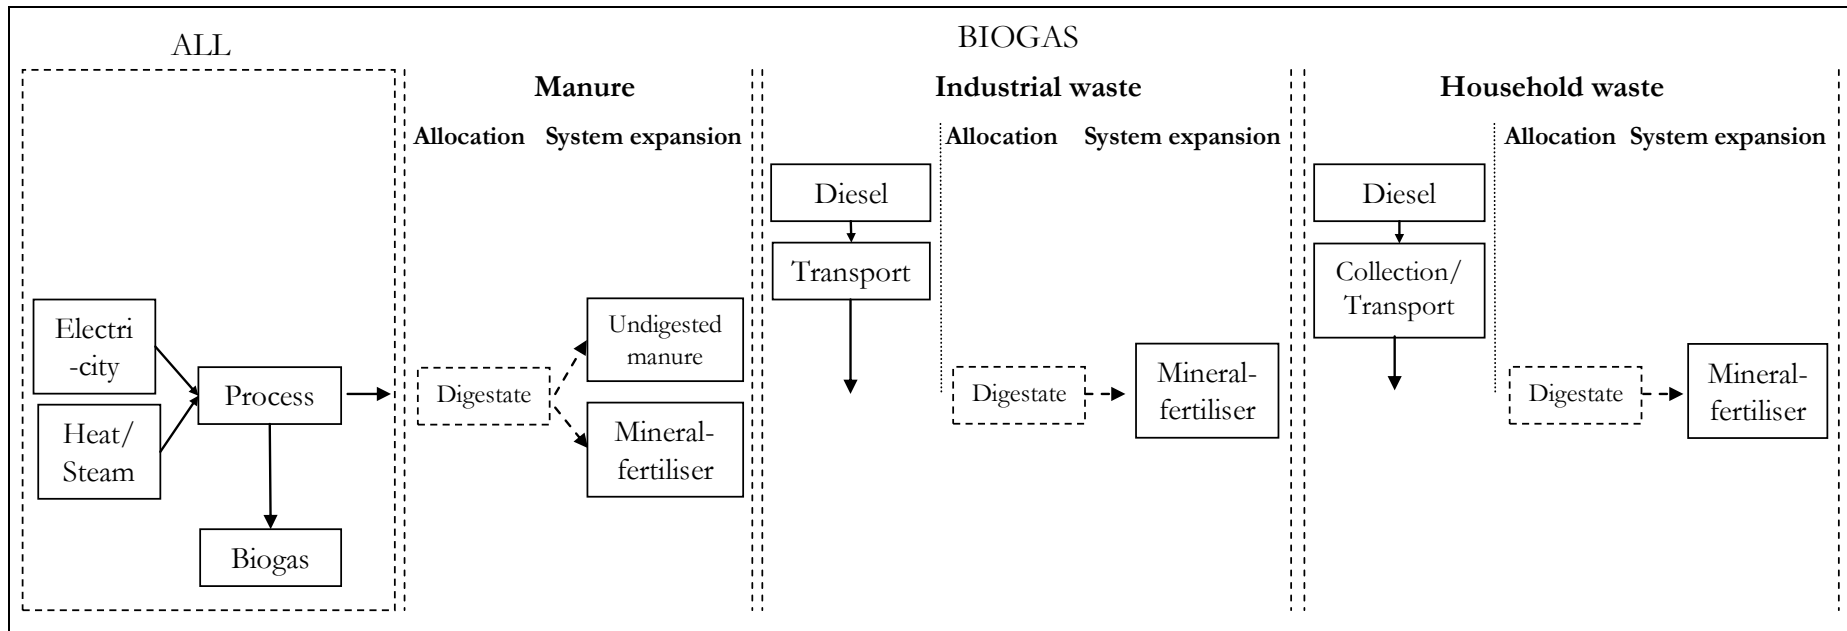 ALL
BIOGAS
Manure
Industrial waste
Household waste
Allocation
System expansion
Allocation
System expansion
Allocation
System expansion
Electri
-city
Heat/
Steam
Process
Biogas
Digestate
Undigested
manure
Mineral-
fertiliser
Diesel
Transport
Digestate
Mineral-
fertiliser
Diesel
Collection/
Transport
Digestate
Mineral-
fertiliser